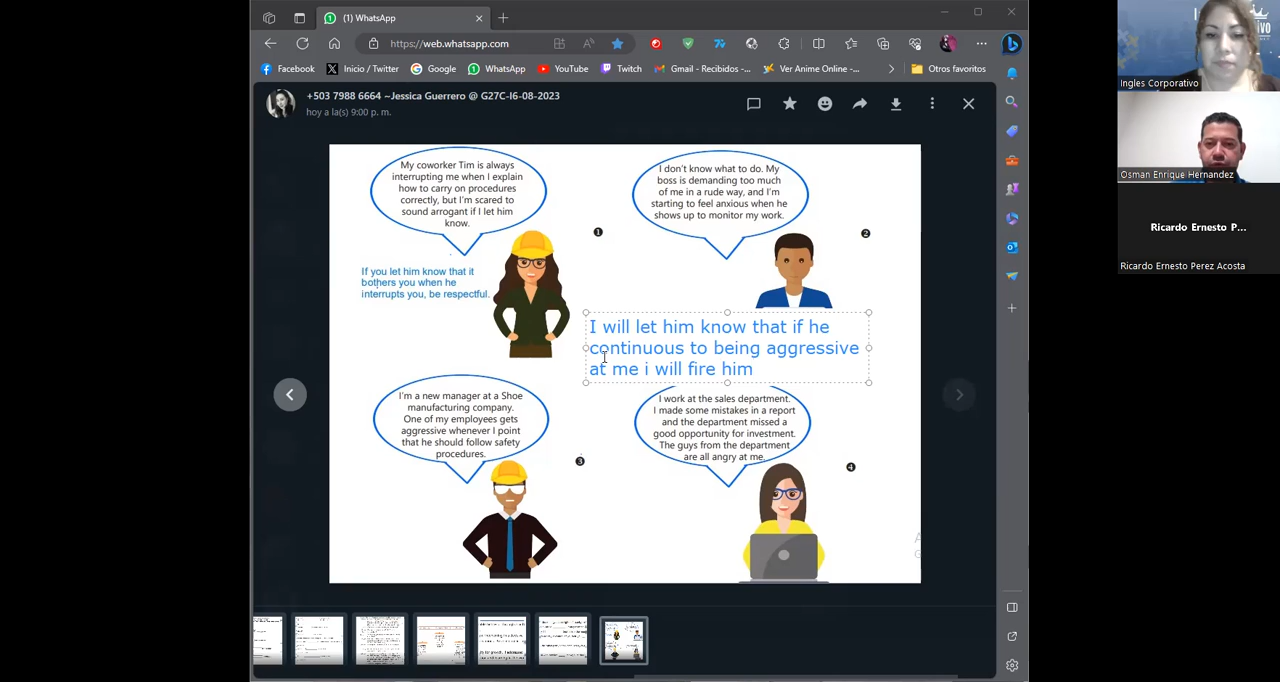 (1) WhatsApp
https://web.whatsapp.com
Facebook
Inicio / Twitter
Google
WhatsApp
YouTube
Twitch
Gmail - Recibidos -...
Ver Anime Online -...
Otros favoritos
+503 7988 6664 ~Jessica Guerrero @ G27C-I6-08-2023
hoy a la(s) 9:00 p. m.
My coworker Tim is always
interrupting me when I explain
how to carry on procedures
correctly, but I'm scared to
sound arrogant if I let him
know.
1
If you let him know that it
bothers you when he
interrupts you, be respectful.
I don't know what to do. My
boss is demanding too much
of me in a rude way, and I'm
starting to feel anxious when he
shows up to monitor my work.
2
I will let him know that if he
continuous to being aggressive
at me i will fire him
I'm a new manager at a Shoe
manufacturing company.
One of my employees gets
aggressive whenever I point
that he should follow safety
procedures.
3
I work at the sales department.
I made some mistakes in a report
and the department missed a
good opportunity for investment.
The guys from the department
are all angry at me.
4
Ingles Corporativo
Osman Enrique Hernandez
Ricardo Ernesto P...
Ricardo Ernesto Perez Acosta